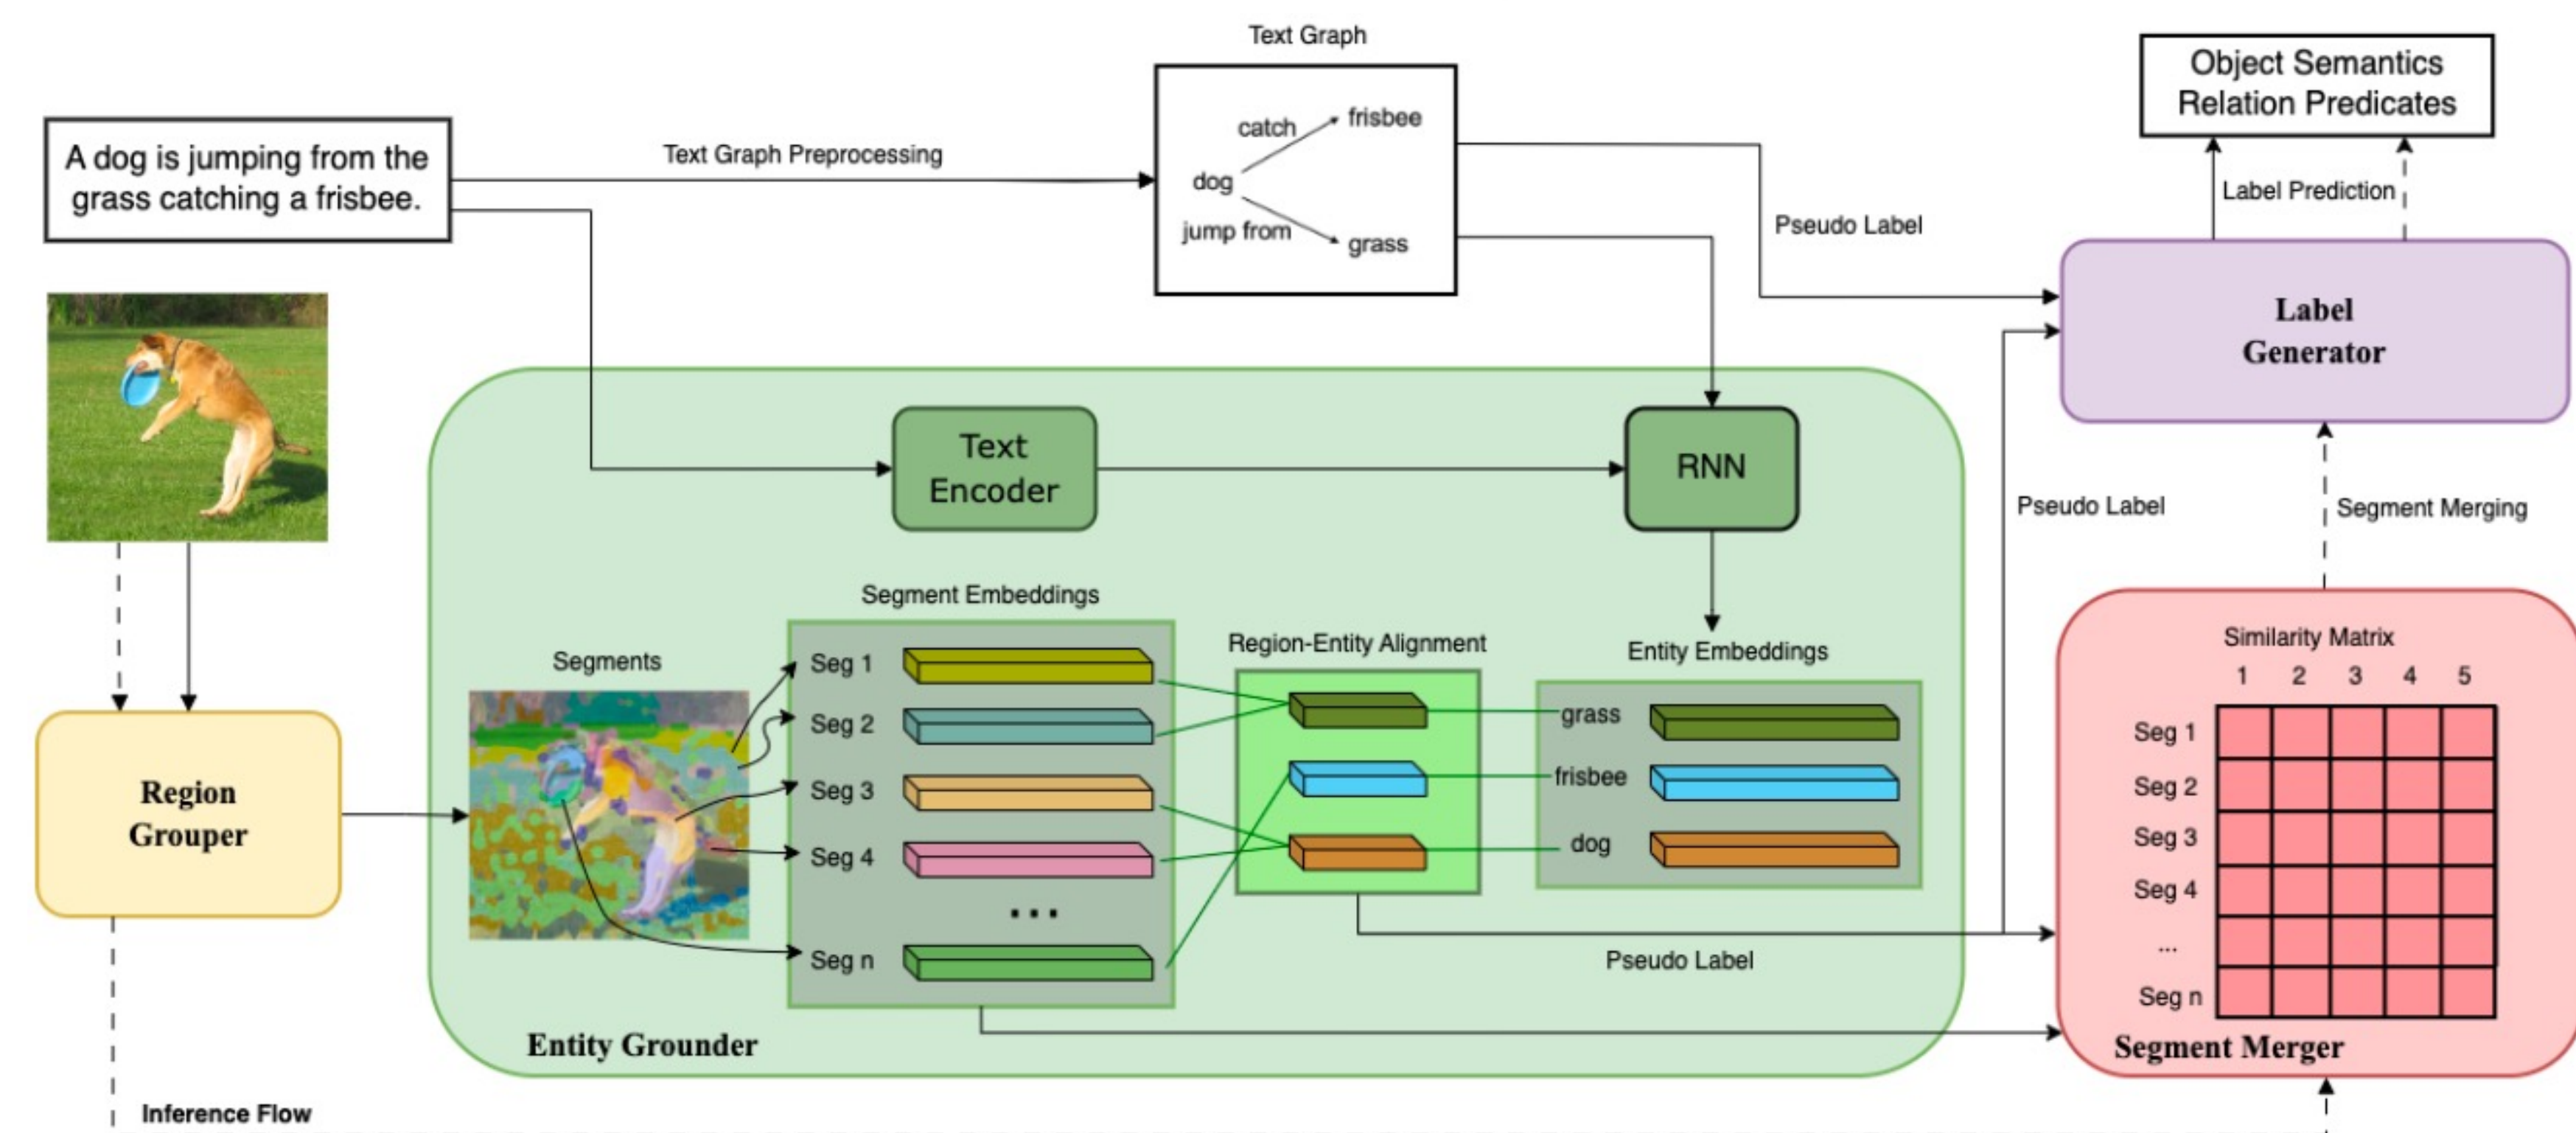 Text Graph
Object Semantics
Relation Predicates
A dog is jumping from the
grass catching a frisbee.
Text Graph Preprocessing
catch
frisbee
dog
jump from
grass
Pseudo Label
Label Prediction
Label
Generator
Text
Encoder
RNN
Pseudo Label
Segment Merging
Segment Embeddings
Segments
Region-Entity Alignment
Entity Embeddings
Similarity Matrix
1 2 3 4 5
Region
Grouper
Seg 1
Seg 2
Seg 3
Seg 4
...
Seg n
grass
frisbee
dog
Seg 1
Seg 2
Seg 3
Seg 4
...
Seg n
Pseudo Label
Entity Grounder
Segment Merger
Inference Flow